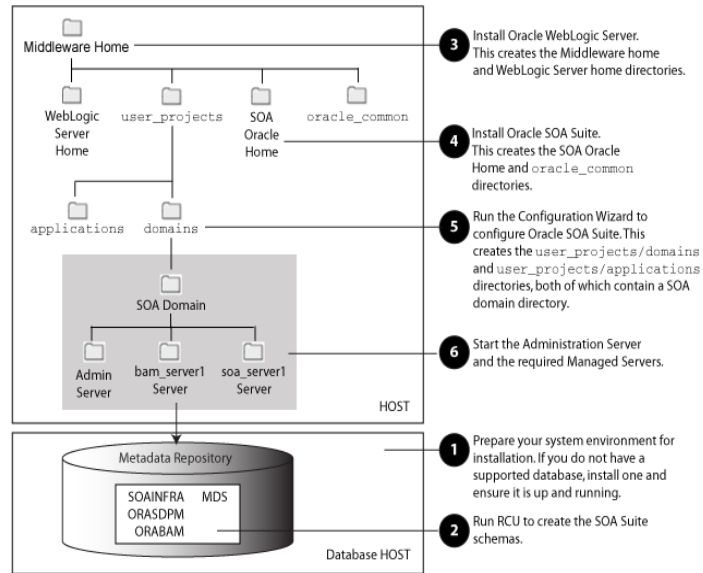 Middleware Home
WebLogic
Server
Home
user_projects
SOA
Oracle
Home
oracle_common
applications
domains
SOA Domain
Admin
Server
bam_server1
Server
soa_server1
Server
HOST
Metadata Repository
SOAINFRA MDS
ORASDPM
ORABAM
Database HOST
3
Install Oracle WebLogic Server.
This creates the Middleware home
and WebLogic Server home directories.
4
Install Oracle SOA Suite.
This creates the SOA Oracle
Home and oracle_common
directories.
5
Run the Configuration Wizard to
configure Oracle SOA Suite. This
creates the user_projects/domains
and user_projects/applications
directories, both of which contain a SOA
domain directory.
6
Start the Administration Server
and the required Managed Servers.
1
Prepare your system environment for
installation. If you do not have a
supported database, install one and
ensure it is up and running.
2
Run RCU to create the SOA Suite
schemas.